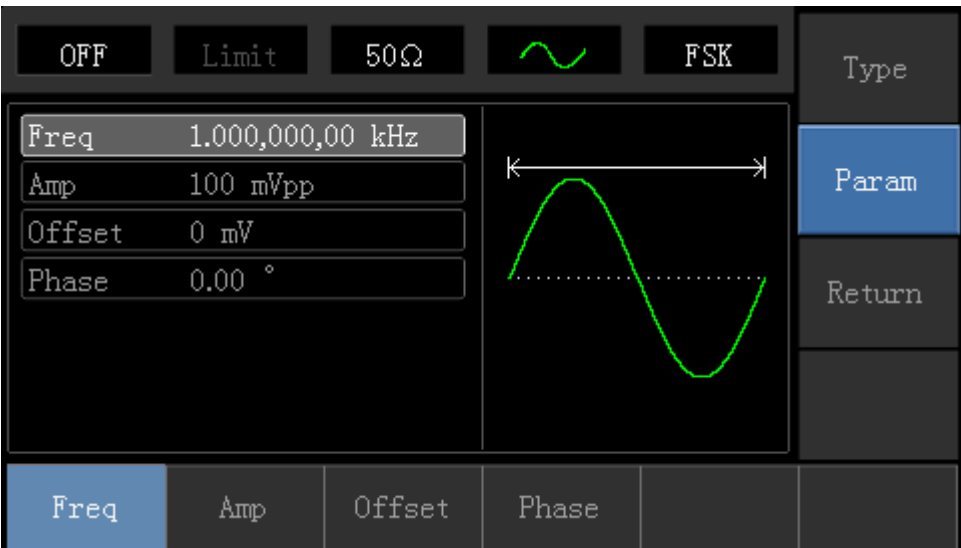 OFF Limit 50Ω FSK
Type
Freq 1.000,000,00 kHz
Amp 100 mVpp
Offset 0 mV
Phase 0.00 °
Param
Return
Freq Amp Offset Phase